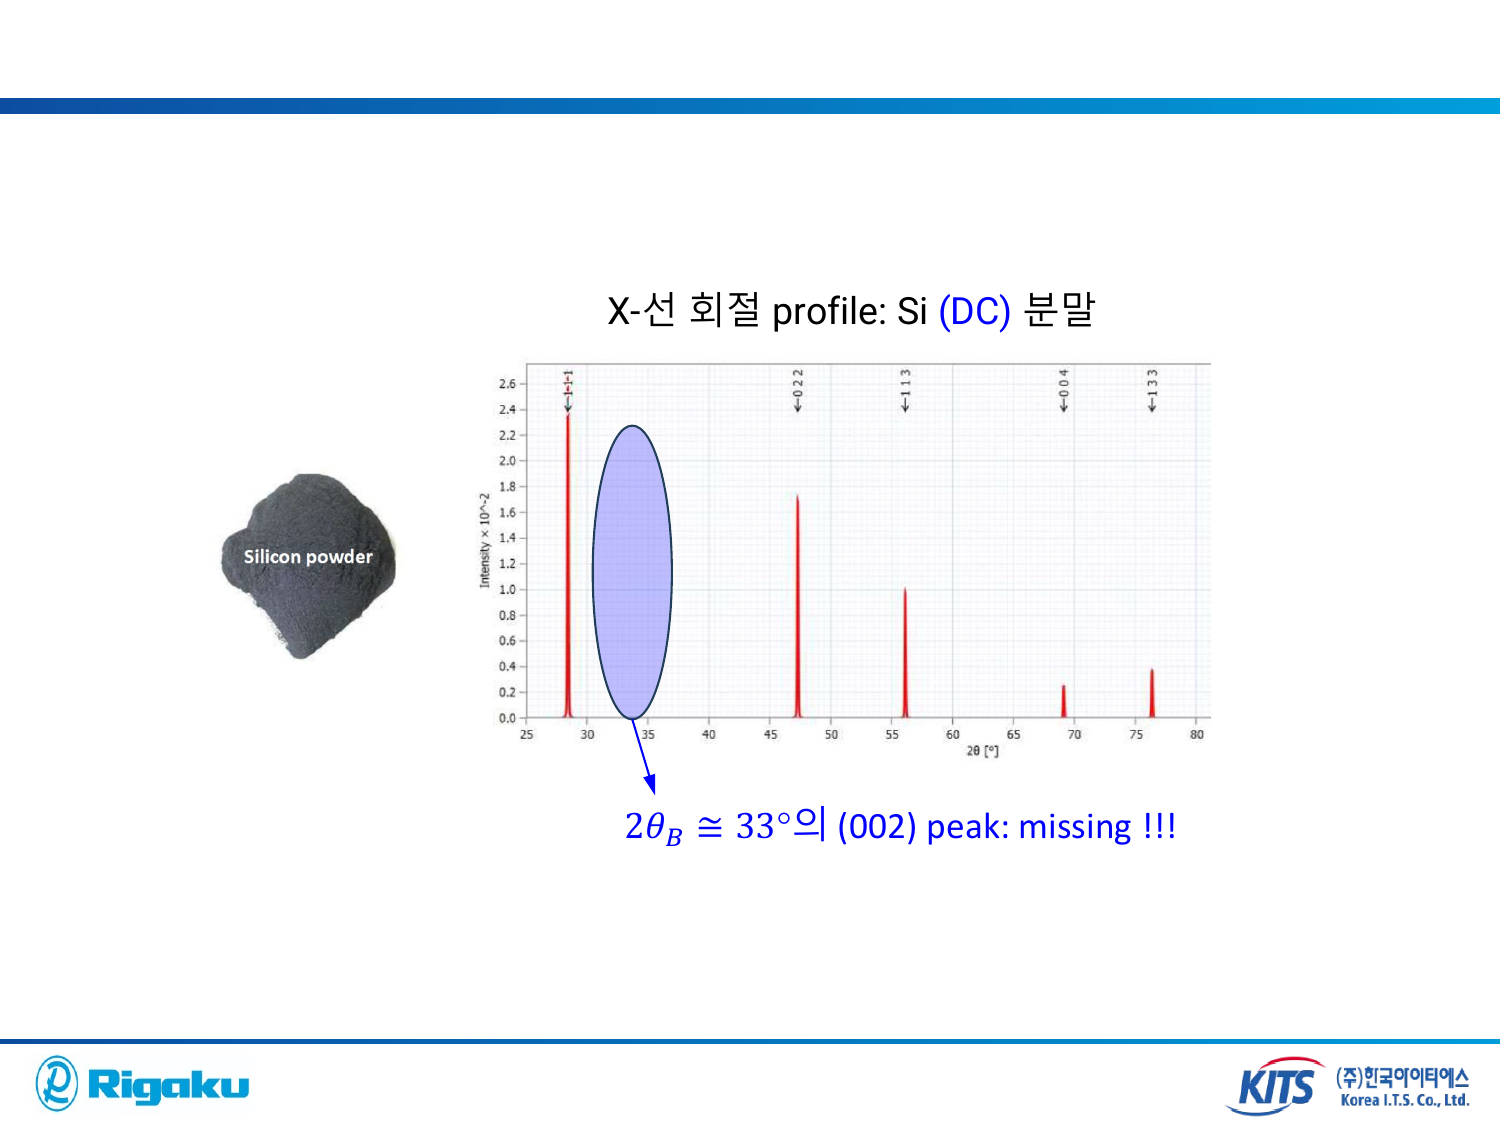 X-선 회절 profile: Si (DC) 분말
Silicon powder
Intensity × 10^-2
2.6
2.4
2.2
2.0
1.8
1.6
1.4
1.2
1.0
0.8
0.6
0.4
0.2
0.0
←1 1 1
←0 2 2
←1 1 3
←0 0 4
←1 3 3
25 30 35 40 45 50 55 60 65 70 75 80
2θ [°]
2θ_B ≅ 33°의 (002) peak: missing !!!
Rigaku
KITS
(주)한국아이티에스
Korea I.T.S. Co., Ltd.